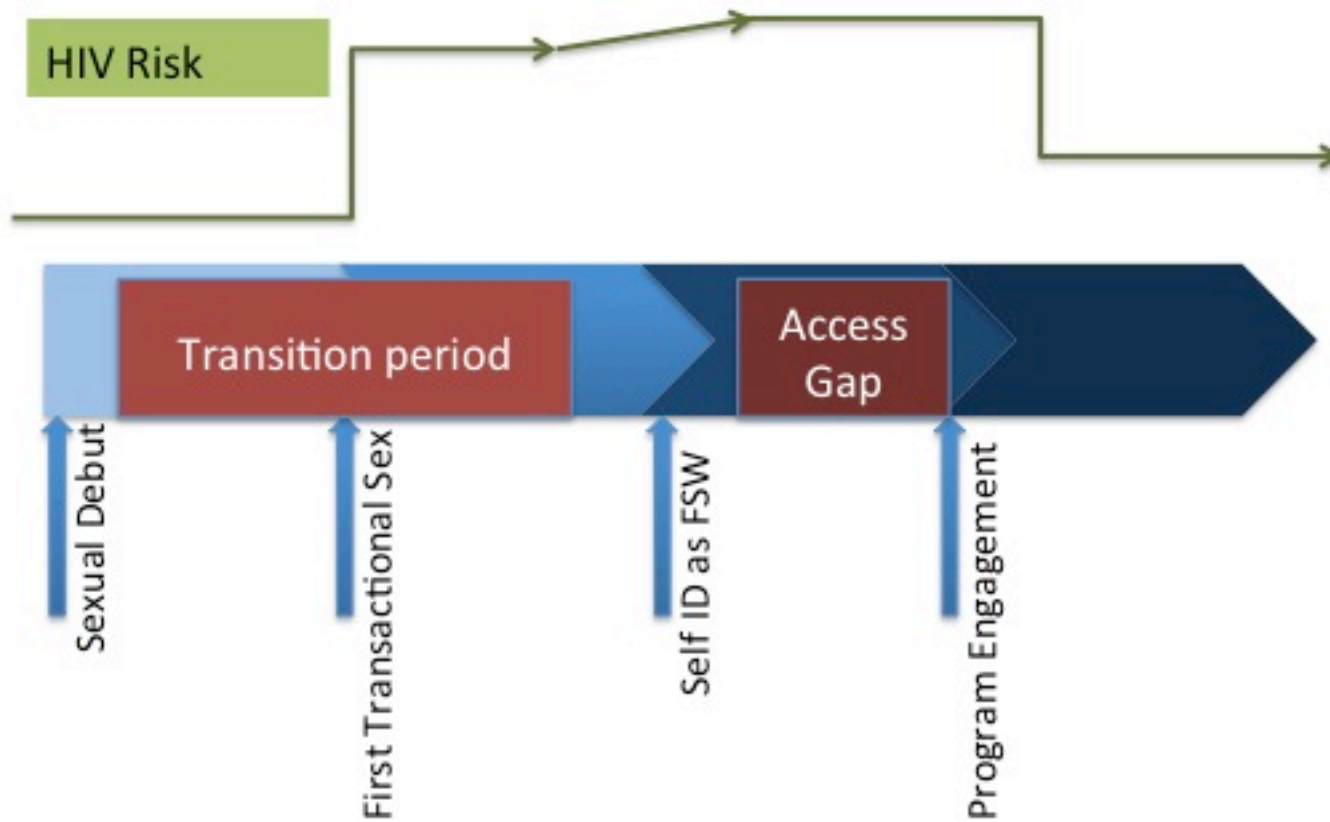 HIV Risk
Transition period
Access
Gap
Sexual Debut
First Transactional Sex
Self ID as FSW
Program Engagement